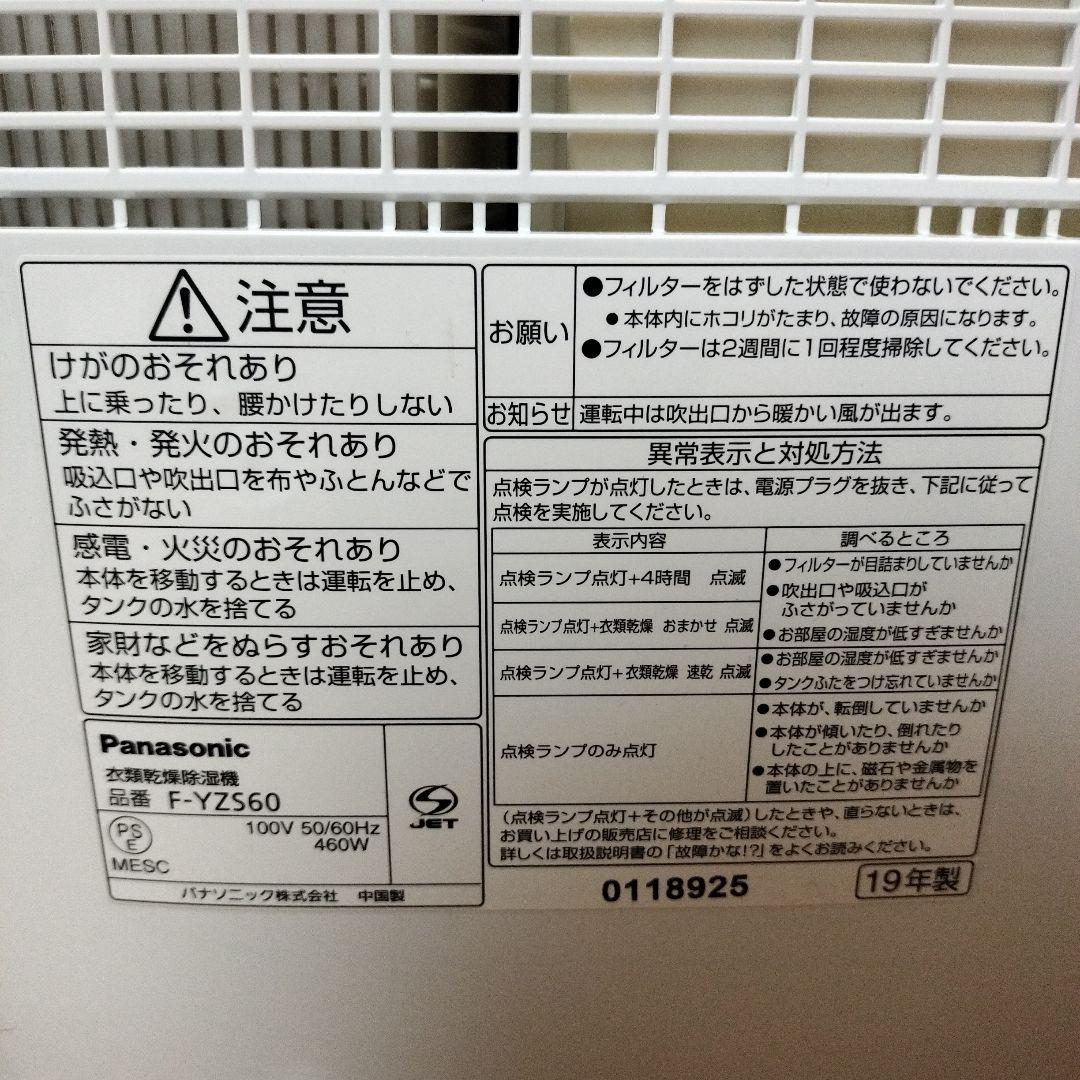 注意
けがのおそれあり
上に乗ったり、腰かけたりしない
発熱・発火のおそれあり
吸込口や吹出口を布やふとんなどで
ふさがない
感電・火災のおそれあり
本体を移動するときは運転を止め、
タンクの水を捨てる
家財などをぬらすおそれあり
本体を移動するときは運転を止め、
タンクの水を捨てる
Panasonic
衣類乾燥除湿機
品番 F-YZS60
PS
E
MESC
100V 50/60Hz
460W
JET
パナソニック株式会社 中国製
お願い
●フィルターをはずした状態で使わないでください。
●本体内にホコリがたまり、故障の原因になります。
●フィルターは2週間に1回程度掃除してください。
お知らせ 運転中は吹出口から暖かい風が出ます。
異常表示と対処方法
点検ランプが点灯したときは、電源プラグを抜き、下記に従って
点検を実施してください。
表示内容 調べるところ
点検ランプ点灯+4時間 点滅
点検ランプ点灯+衣類乾燥 おまかせ 点滅
●フィルターが目詰まりしていませんか
●吹出口や吸込口が
ふさがっていませんか
●お部屋の湿度が低すぎませんか
点検ランプ点灯+衣類乾燥 速乾 点滅
●お部屋の湿度が低すぎませんか
●タンクふたをつけ忘れていませんか
点検ランプのみ点灯
●本体が、転倒していませんか
●本体が傾いたり、倒れたり
したことがありませんか
●本体の上に、磁石や金属物を
置いたことがありませんか
(点検ランプ点灯+その他が点滅)したときや、直らないときは、
お買い上げの販売店に修理をご相談ください。
詳しくは取扱説明書の「故障かな!?」をよくお読みください。
0118925
19年製